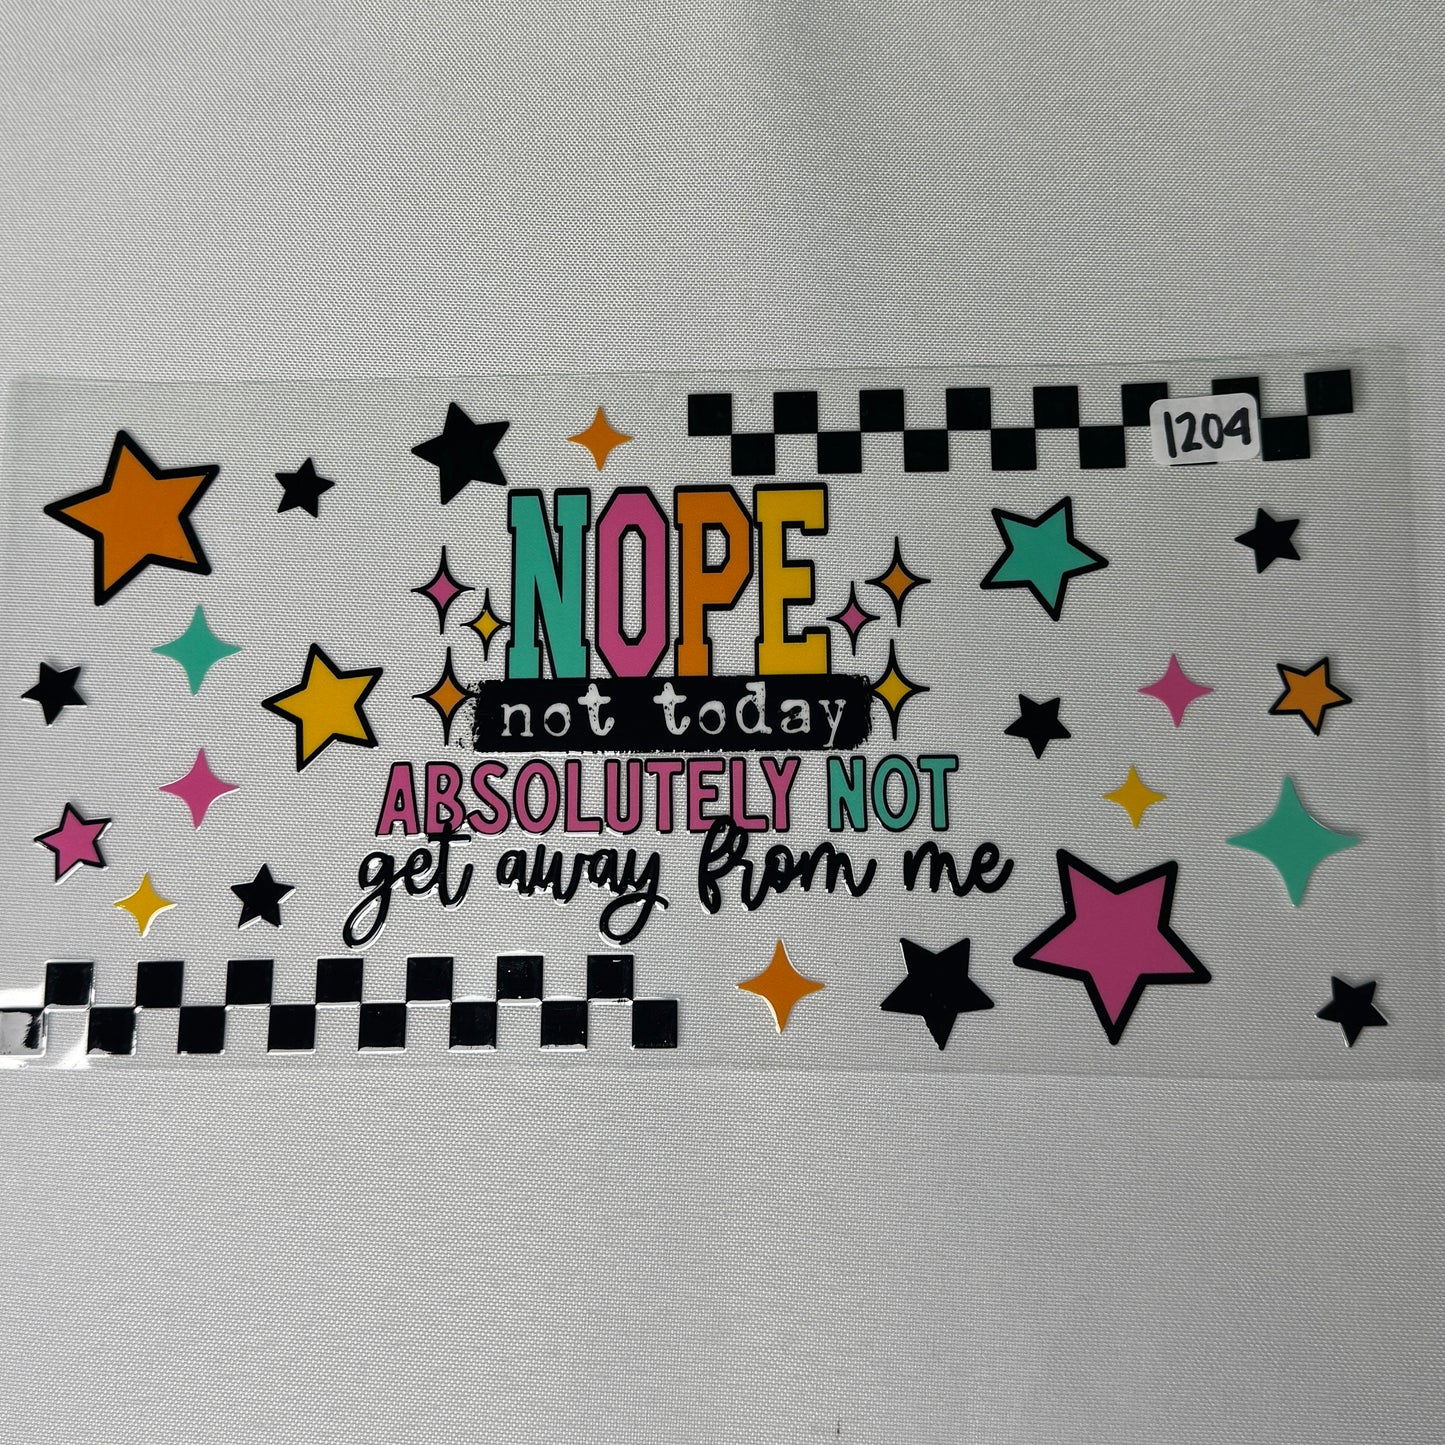 1204
NOPE
not today
ABSOLUTELY NOT
get away from me